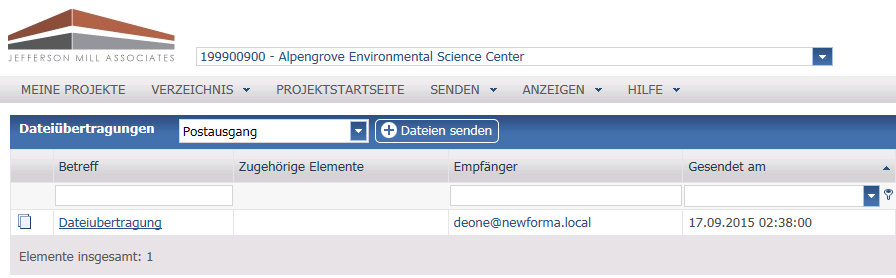 JEFFERSON MILL ASSOCIATES
199900900 - Alpengrove Environmental Science Center
MEINE PROJEKTE VERZEICHNIS PROJEKTSTARTSEITE SENDEN ANZEIGEN HILFE
Dateiübertragungen Postausgang Dateien senden
Betreff Zugehörige Elemente Empfänger Gesendet am
Dateiubertragung deone@newforma.local 17.09.2015 02:38:00
Elemente insgesamt: 1